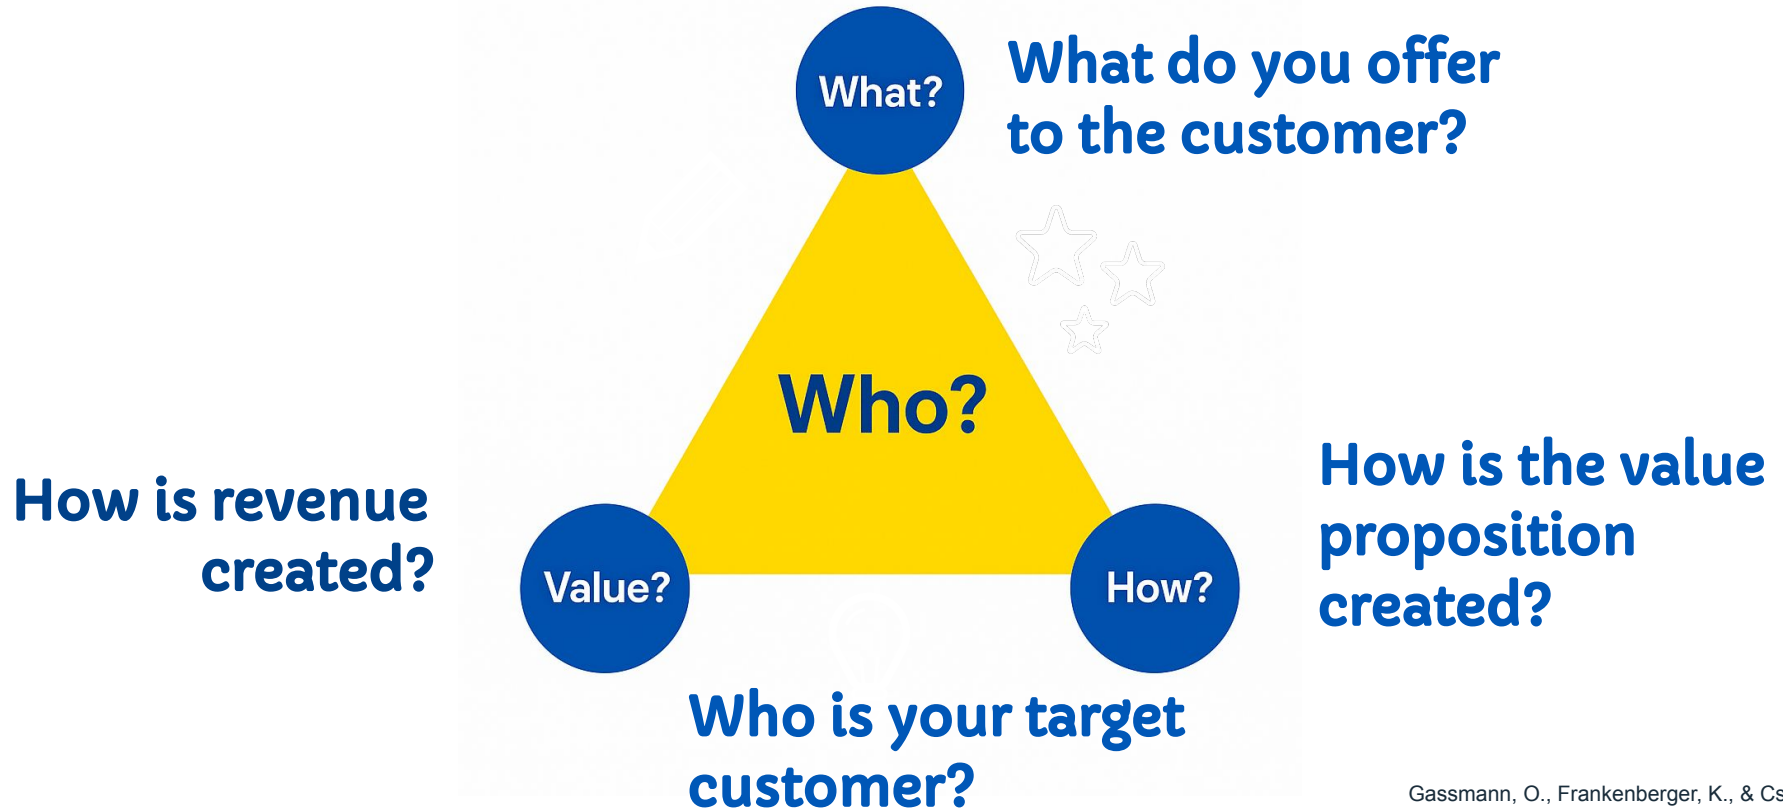 What?
What do you offer
to the customer?
Who?
How is revenue
created?
Value?
How?
How is the value
proposition
created?
Who is your target
customer?
Gassmann, O., Frankenberger, K., & Cs